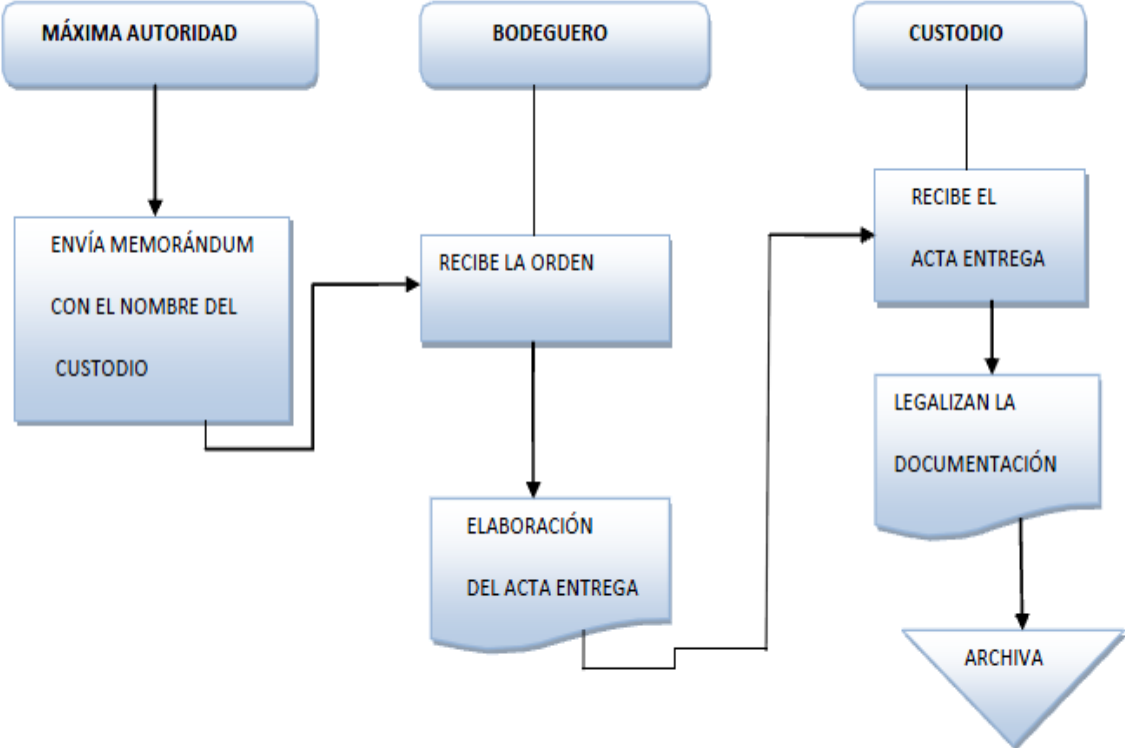 MÁXIMA AUTORIDAD
BODEGUERO
CUSTODIO
ENVÍA MEMORÁNDUM
CON EL NOMBRE DEL
CUSTODIO
RECIBE LA ORDEN
ELABORACIÓN
DEL ACTA ENTREGA
RECIBE EL
ACTA ENTREGA
LEGALIZAN LA
DOCUMENTACIÓN
ARCHIVA